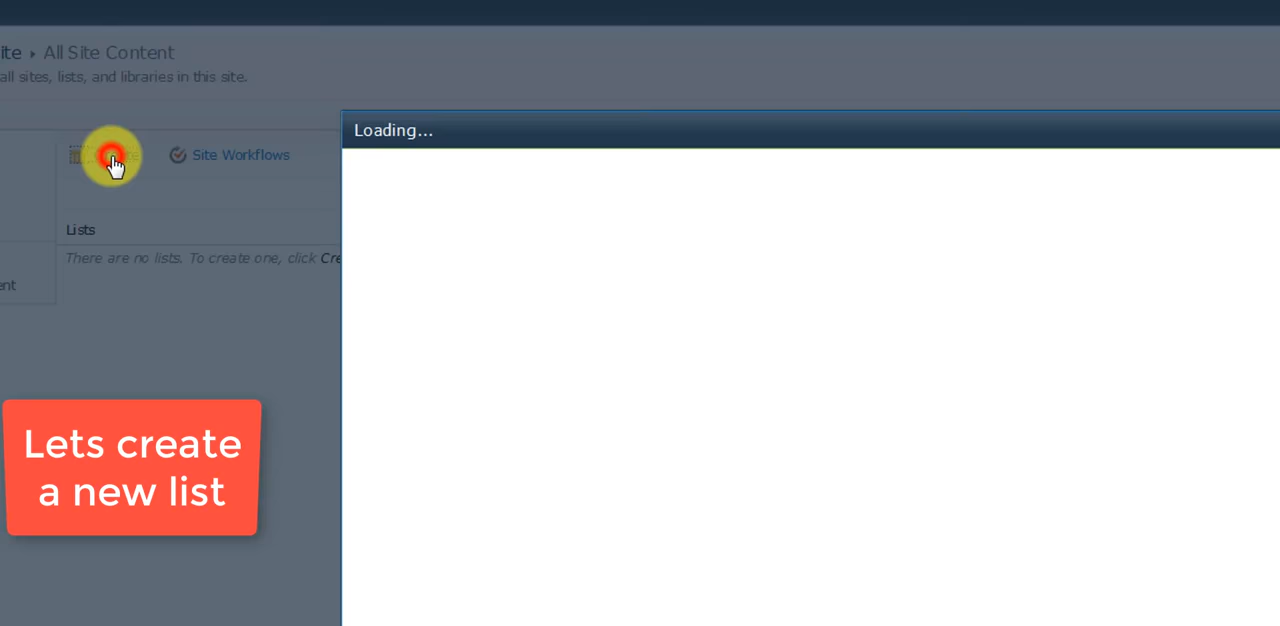 ite ▸ All Site Content
all sites, lists, and libraries in this site.
Loading...
Site Workflows
Lists
There are no lists. To create one, click Cre
ent
Lets create
a new list